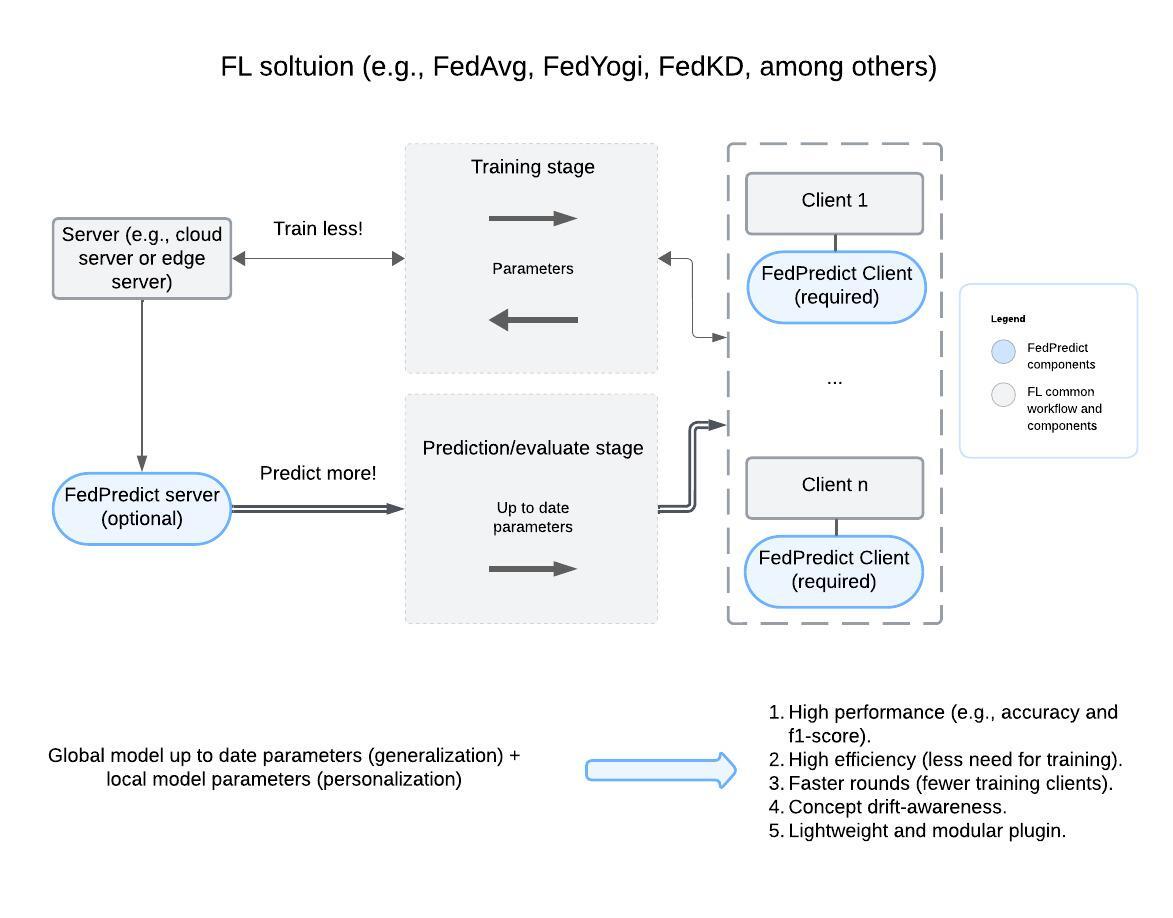 FL soltuion (e.g., FedAvg, FedYogi, FedKD, among others)
Training stage
Parameters
Server (e.g., cloud
server or edge
server)
Train less!
Client 1
FedPredict Client
(required)
...
Legend
FedPredict
components
FL common
workflow and
components
Prediction/evaluate stage
Up to date
parameters
FedPredict server
(optional)
Predict more!
Client n
FedPredict Client
(required)
Global model up to date parameters (generalization) +
local model parameters (personalization)
1. High performance (e.g., accuracy and
f1-score).
2. High efficiency (less need for training).
3. Faster rounds (fewer training clients).
4. Concept drift-awareness.
5. Lightweight and modular plugin.